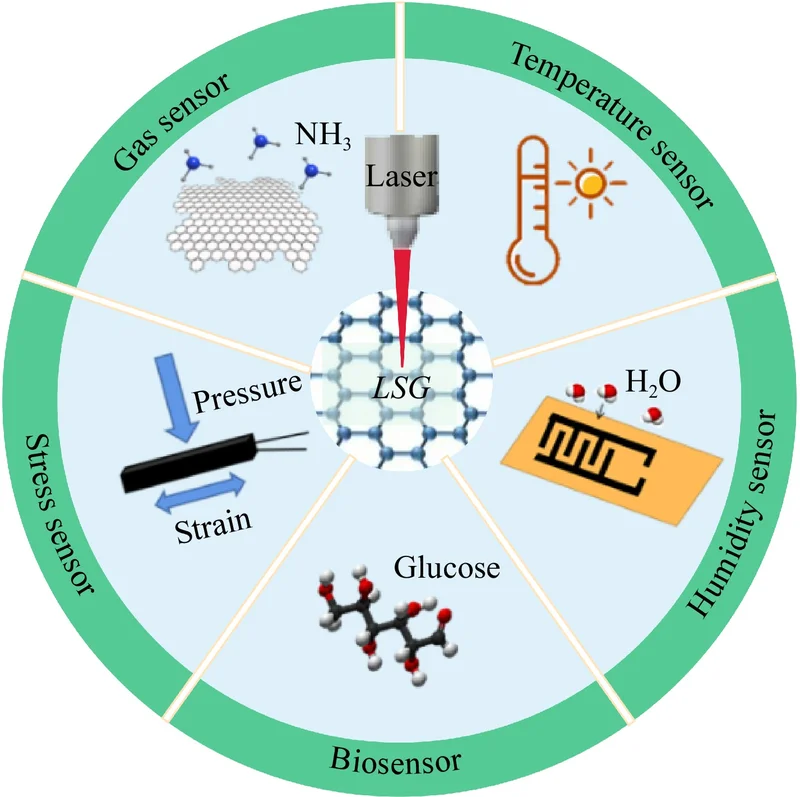 Gas sensor
Temperature sensor
NH₃
Laser
LSG
Pressure
Strain
Stress sensor
H₂O
Humidity sensor
Glucose
Biosensor